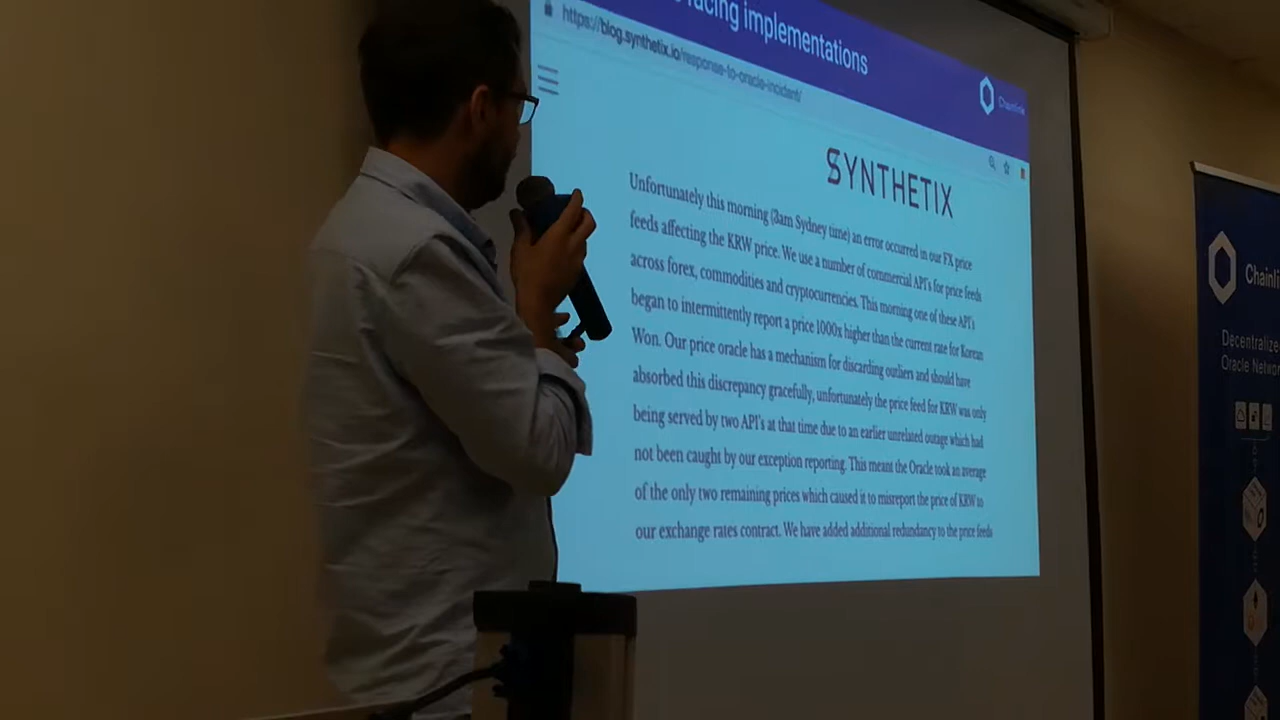 facing implementations
https://blog.synthetix.io/response-to-oracle-incident/
Chainlink
SYNTHETIX
Unfortunately this morning (3am Sydney time) an error occurred in our FX price
feeds affecting the KRW price. We use a number of commercial API's for price feeds
across forex, commodities and cryptocurrencies. This morning one of these API's
began to intermittently report a price 1000x higher than the current rate for Korean
Won. Our price oracle has a mechanism for discarding outliers and should have
absorbed this discrepancy gracefully, unfortunately the price feed for KRW was only
being served by two API's at that time due to an earlier unrelated outage which had
not been caught by our exception reporting. This meant the Oracle took an average
of the only two remaining prices which caused it to misreport the price of KRW to
our exchange rates contract. We have added additional redundancy to the price feeds
Chainli
Decentralize
Oracle Networ